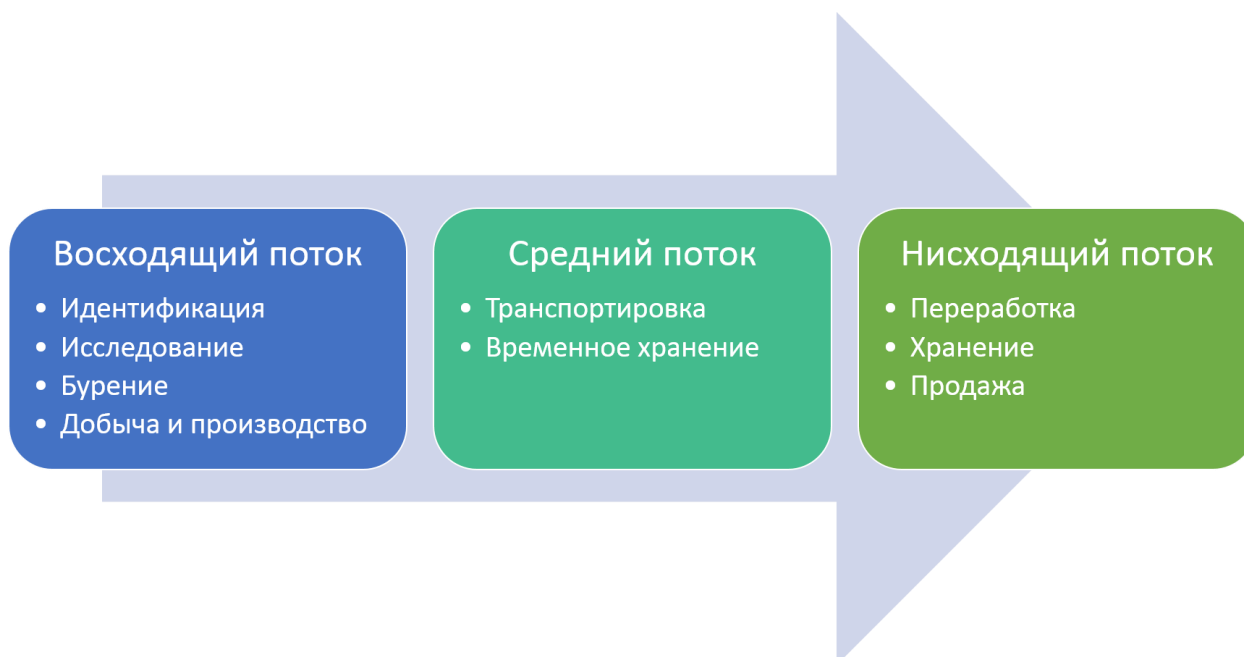 Восходящий поток
• Идентификация
• Исследование
• Бурение
• Добыча и производство
Средний поток
• Транспортировка
• Временное хранение
Нисходящий поток
• Переработка
• Хранение
• Продажа